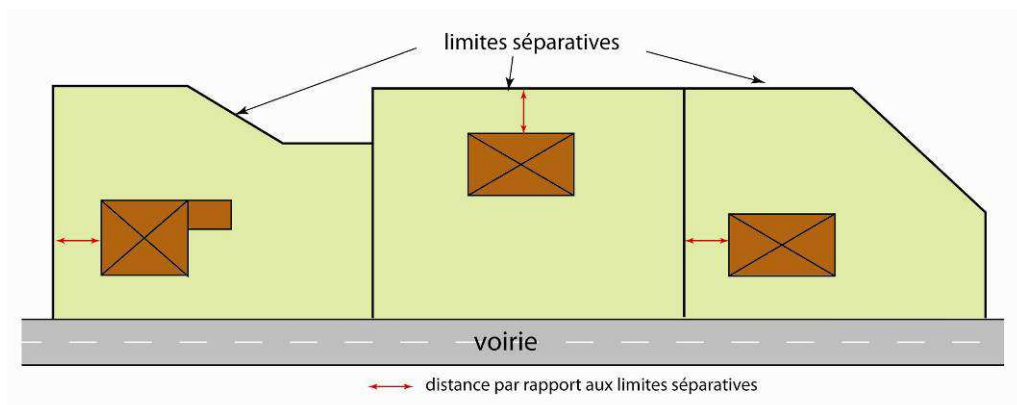 limites séparatives
voirie
distance par rapport aux limites séparatives